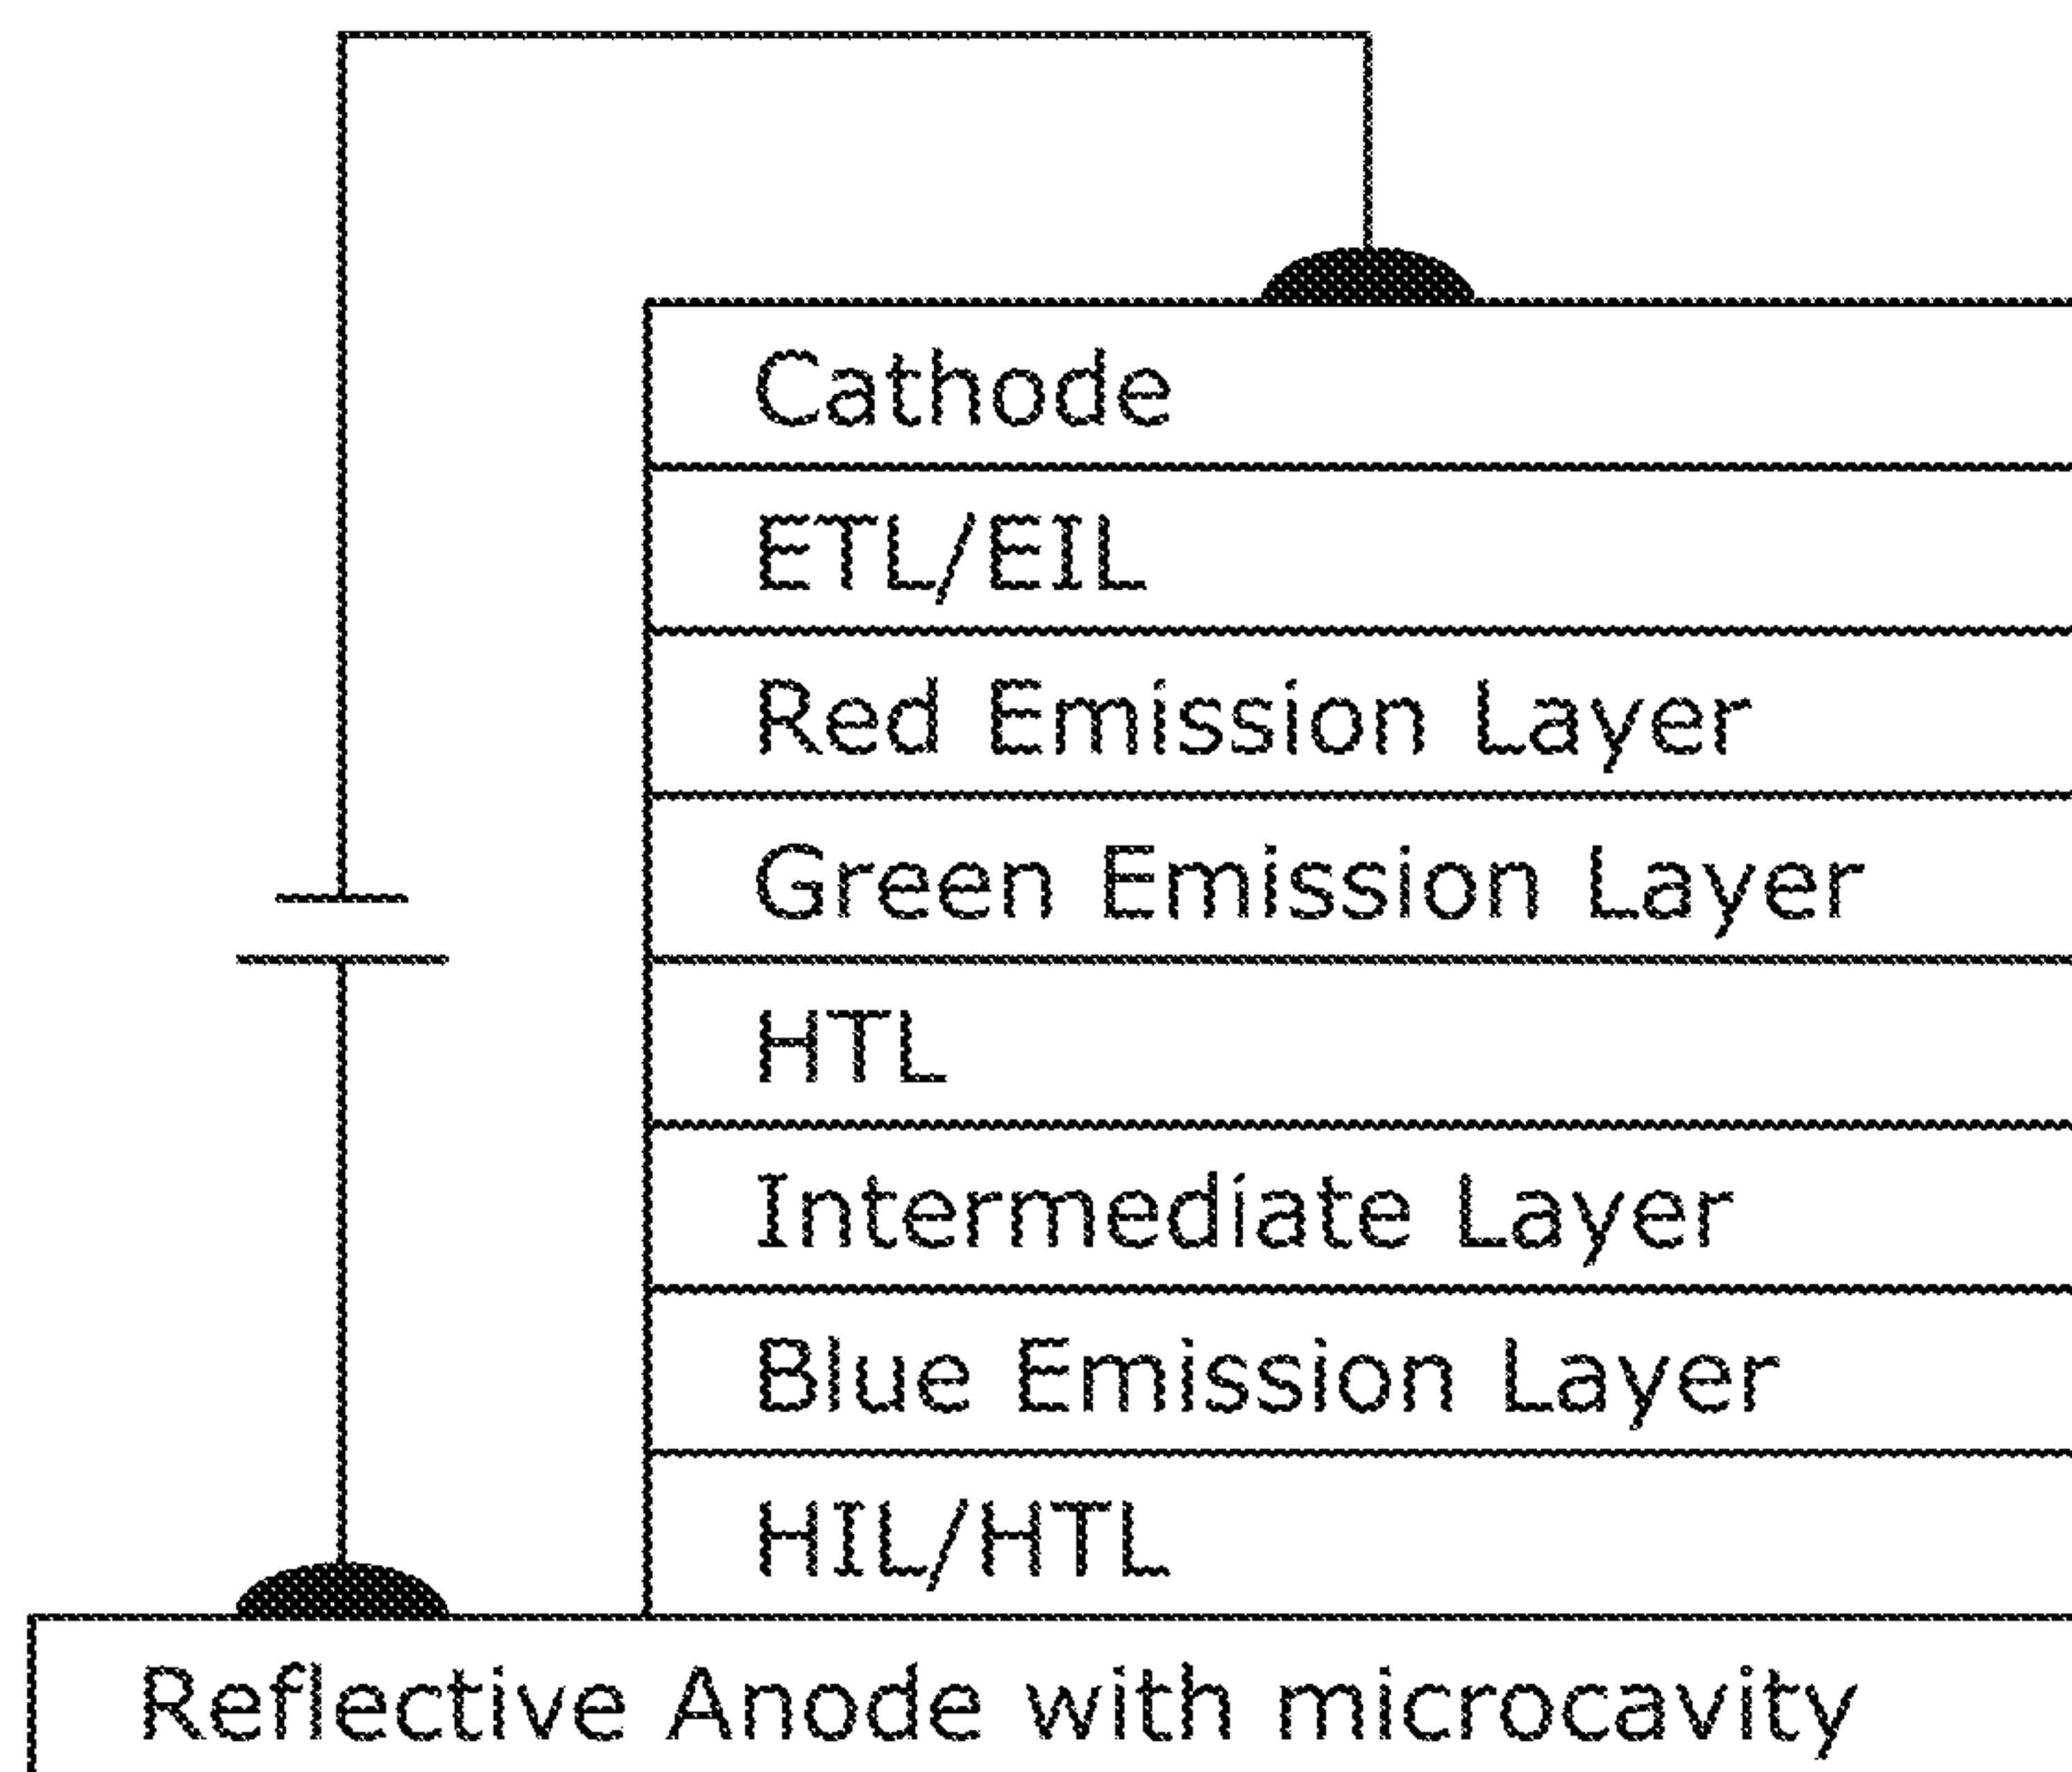 Cathode
ETL/EIL
Red Emission Layer
Green Emission Layer
HTL
Intermediate Layer
Blue Emission Layer
HIL/HTL
Reflective Anode with microcavity